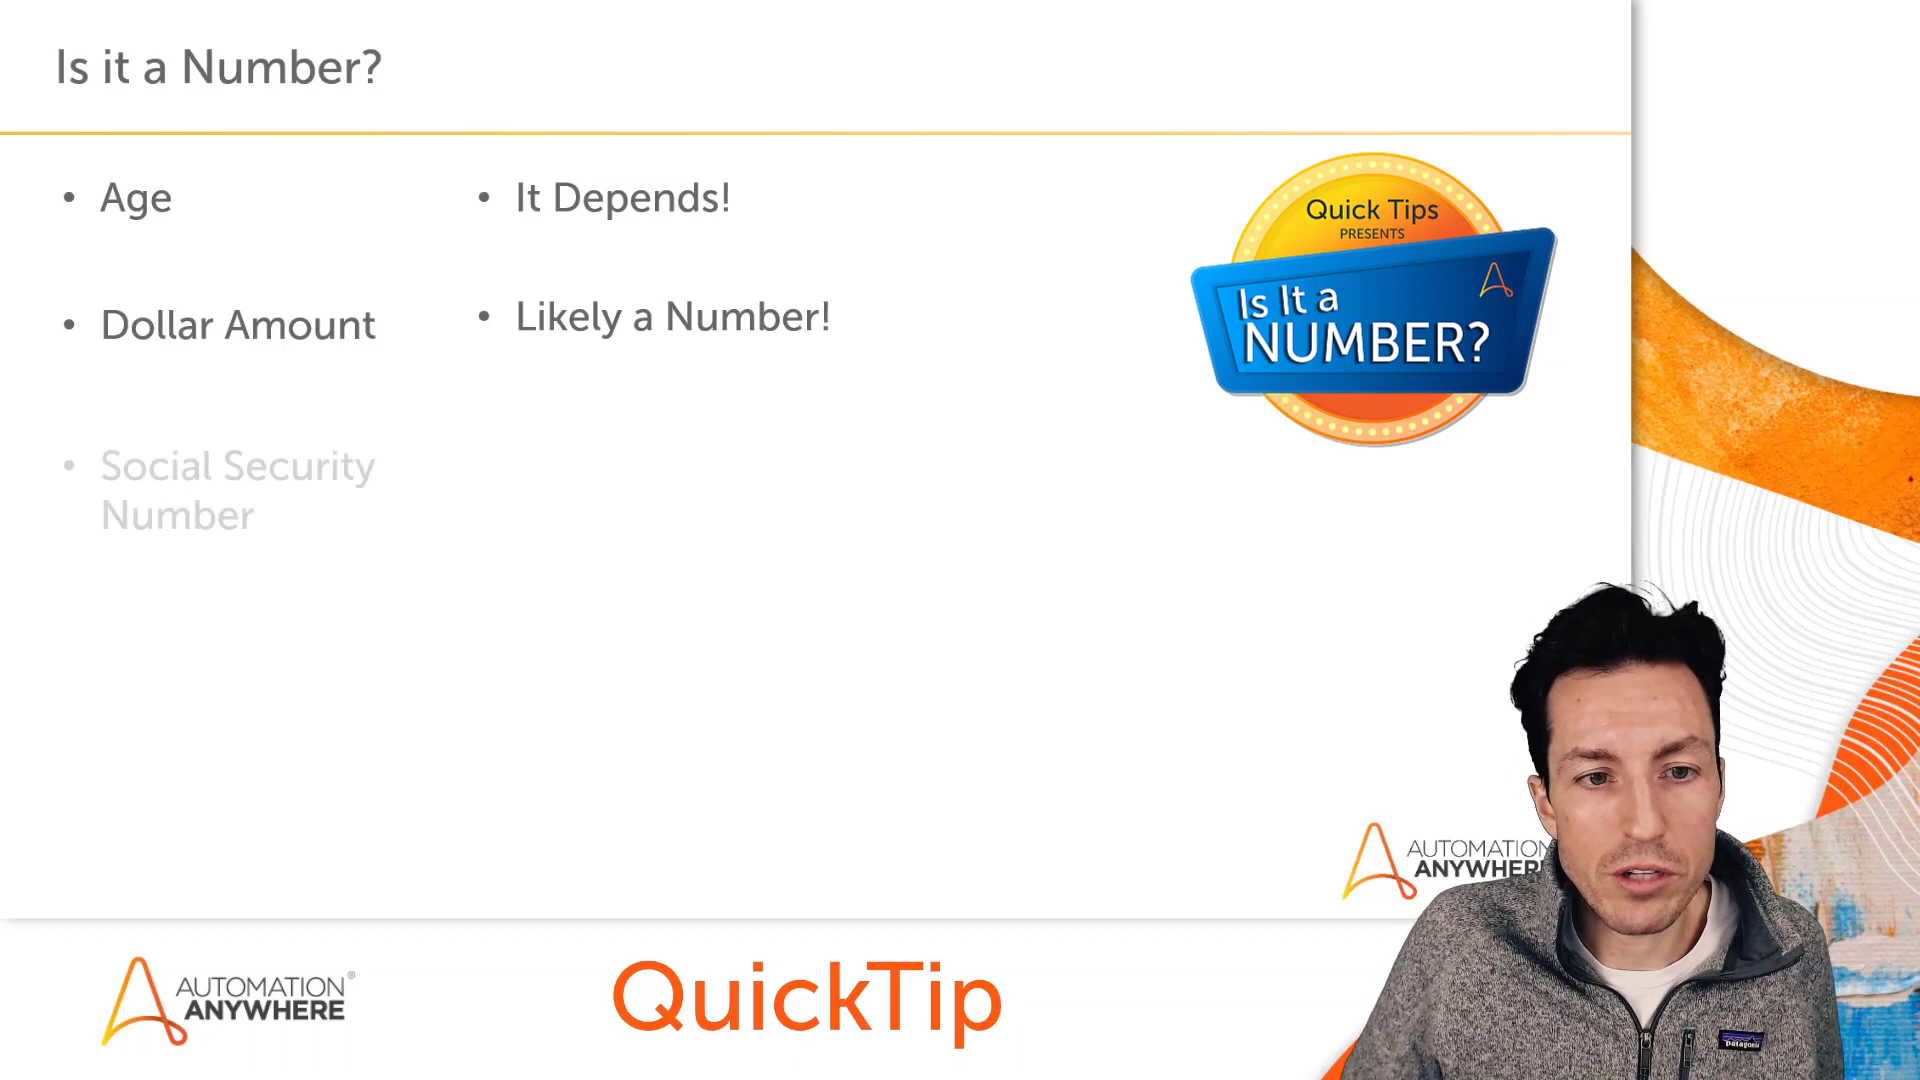 Is it a Number?
• Age
• It Depends!
• Dollar Amount
• Likely a Number!
• Social Security
Number
Quick Tips
PRESENTS
Is It a
NUMBER?
AUTOMATION
ANYWHERE
AUTOMATION®
ANYWHERE
QuickTip
patagonia